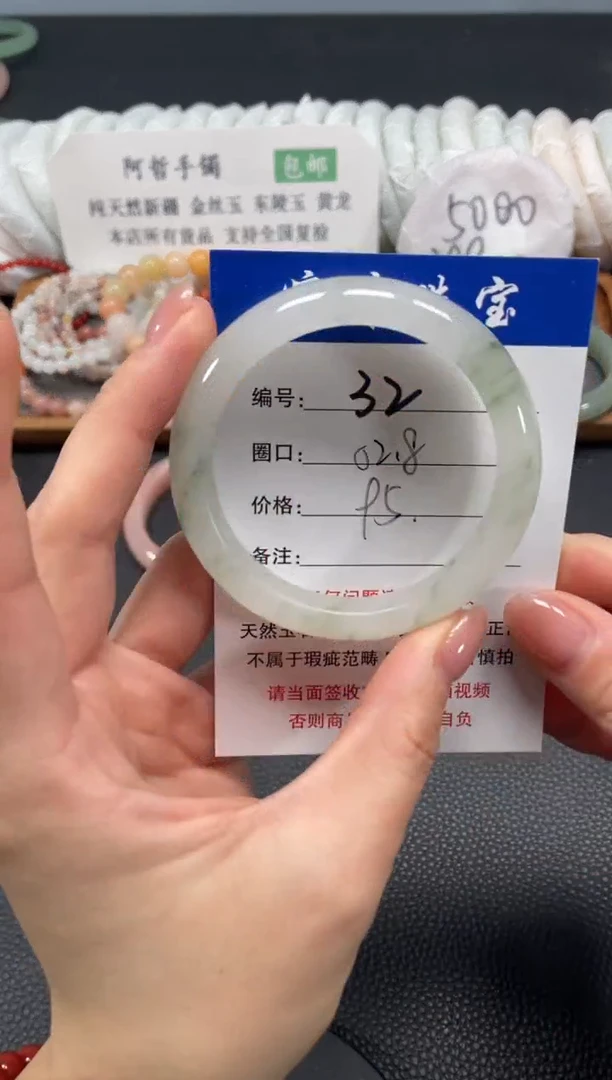 阿哲手镯 包邮
纯天然新疆 金丝玉 东陵玉 黄龙
本店所有货品 支持全国复检
5000
宝
编号: 32
圈口: 02.8
价格: 95.
备注:
天然玉
不属于瑕疵范畴 慎拍
请当面签收 视频
否则商 自负